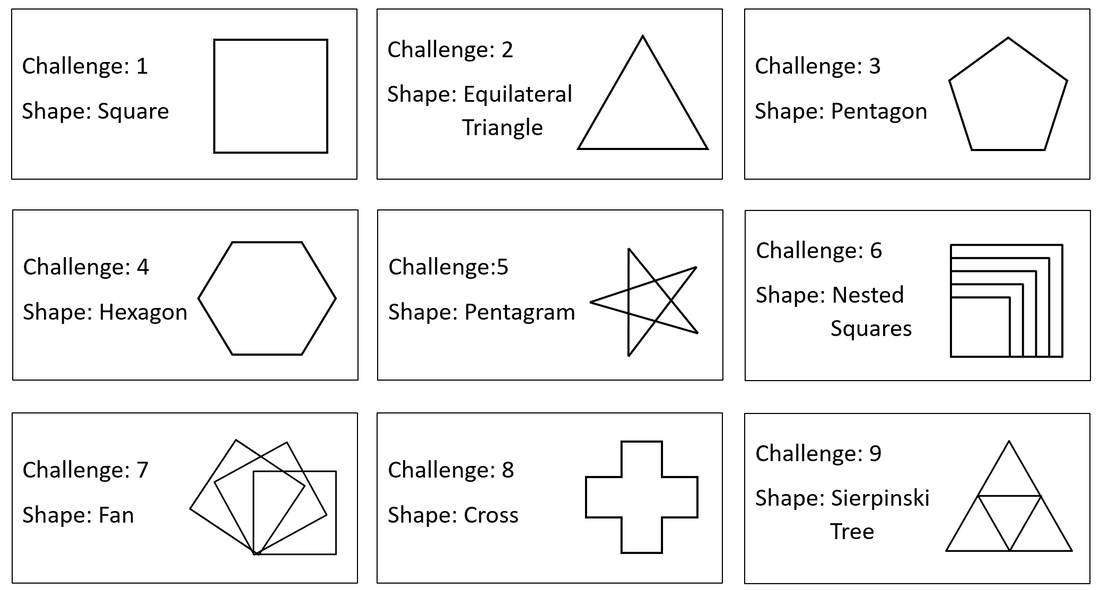 Challenge: 1
Shape: Square
Challenge: 2
Shape: Equilateral
Triangle
Challenge: 3
Shape: Pentagon
Challenge: 4
Shape: Hexagon
Challenge:5
Shape: Pentagram
Challenge: 6
Shape: Nested
Squares
Challenge: 7
Shape: Fan
Challenge: 8
Shape: Cross
Challenge: 9
Shape: Sierpinski
Tree